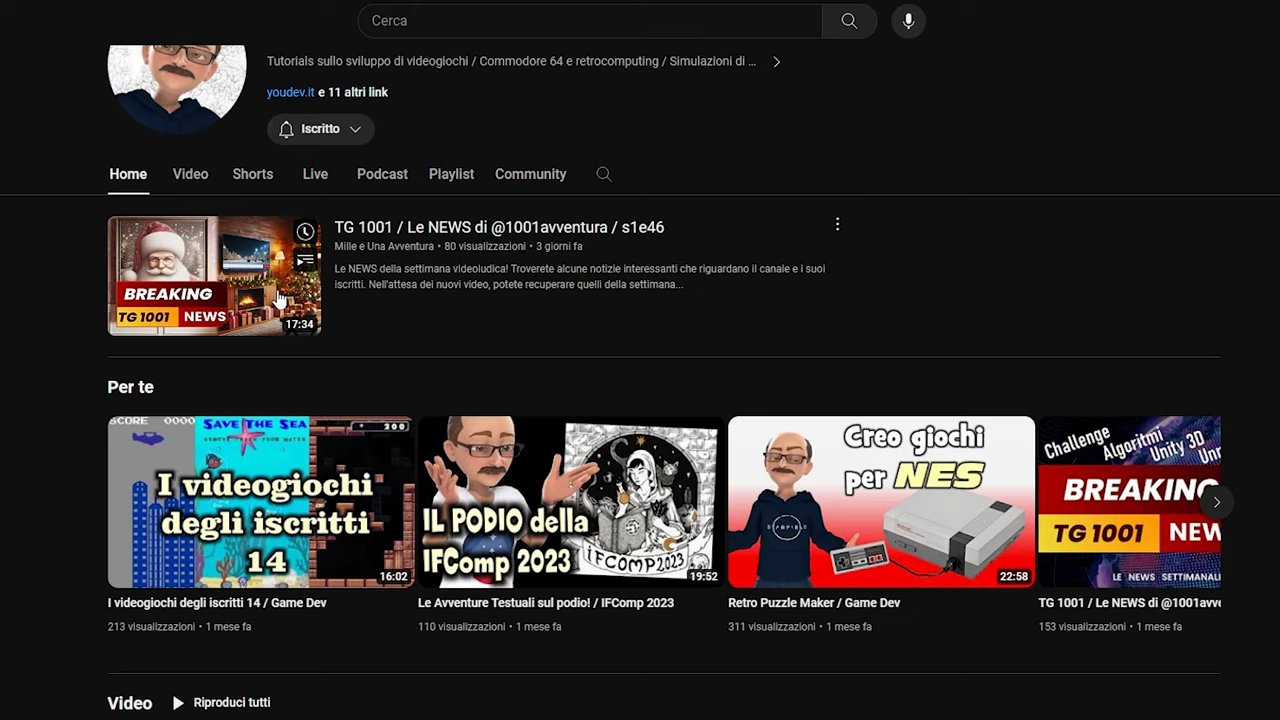 Cerca
Tutorials sullo sviluppo di videogiochi / Commodore 64 e retrocomputing / Simulazioni di ...
youdev.it e 11 altri link
Iscritto
Home Video Shorts Live Podcast Playlist Community
TG 1001 / Le NEWS di @1001avventura / s1e46
Mille e Una Avventura • 80 visualizzazioni • 3 giorni fa
Le NEWS della settimana videoludica! Troverete alcune notizie interessanti che riguardano il canale e i suoi
iscritti. Nell'attesa dei nuovi video, potete recuperare quelli della settimana...
BREAKING
TG 1001 NEWS
17:34
Per te
SCORE 0000
SAVE THE SEA
200
I videogiochi
degli iscritti
14
16:02
IL PODIO della
IFComp 2023
IFCOMP2023
19:52
Creo giochi
per NES
STARFIELD
22:58
Challenge
Algoritmi
Unity 3D
BREAKING
TG 1001 NEW
LE NEWS SETTIMANALI
I videogiochi degli iscritti 14 / Game Dev
213 visualizzazioni • 1 mese fa
Le Avventure Testuali sul podio! / IFComp 2023
110 visualizzazioni • 1 mese fa
Retro Puzzle Maker / Game Dev
311 visualizzazioni • 1 mese fa
TG 1001 / Le NEWS di @1001avve
153 visualizzazioni • 1 mese fa
Video Riproduci tutti